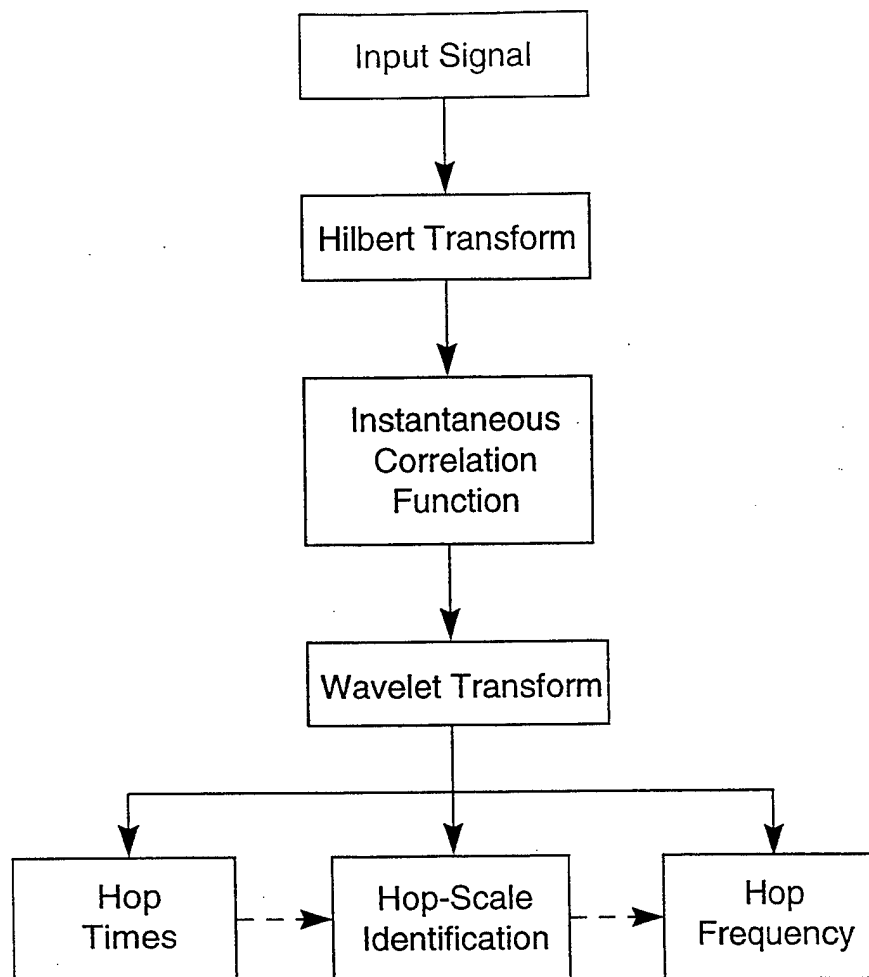 Input Signal
Hilbert Transform
Instantaneous
Correlation
Function
Wavelet Transform
Hop
Times
Hop-Scale
Identification
Hop
Frequency